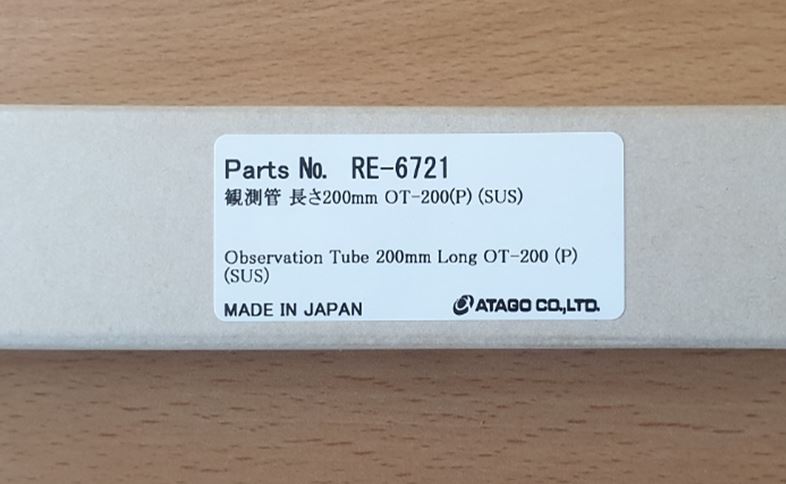 Parts No. RE-6721
観測管 長さ200mm OT-200(P) (SUS)
Observation Tube 200mm Long OT-200 (P)
(SUS)
MADE IN JAPAN
ATAGO CO.,LTD.